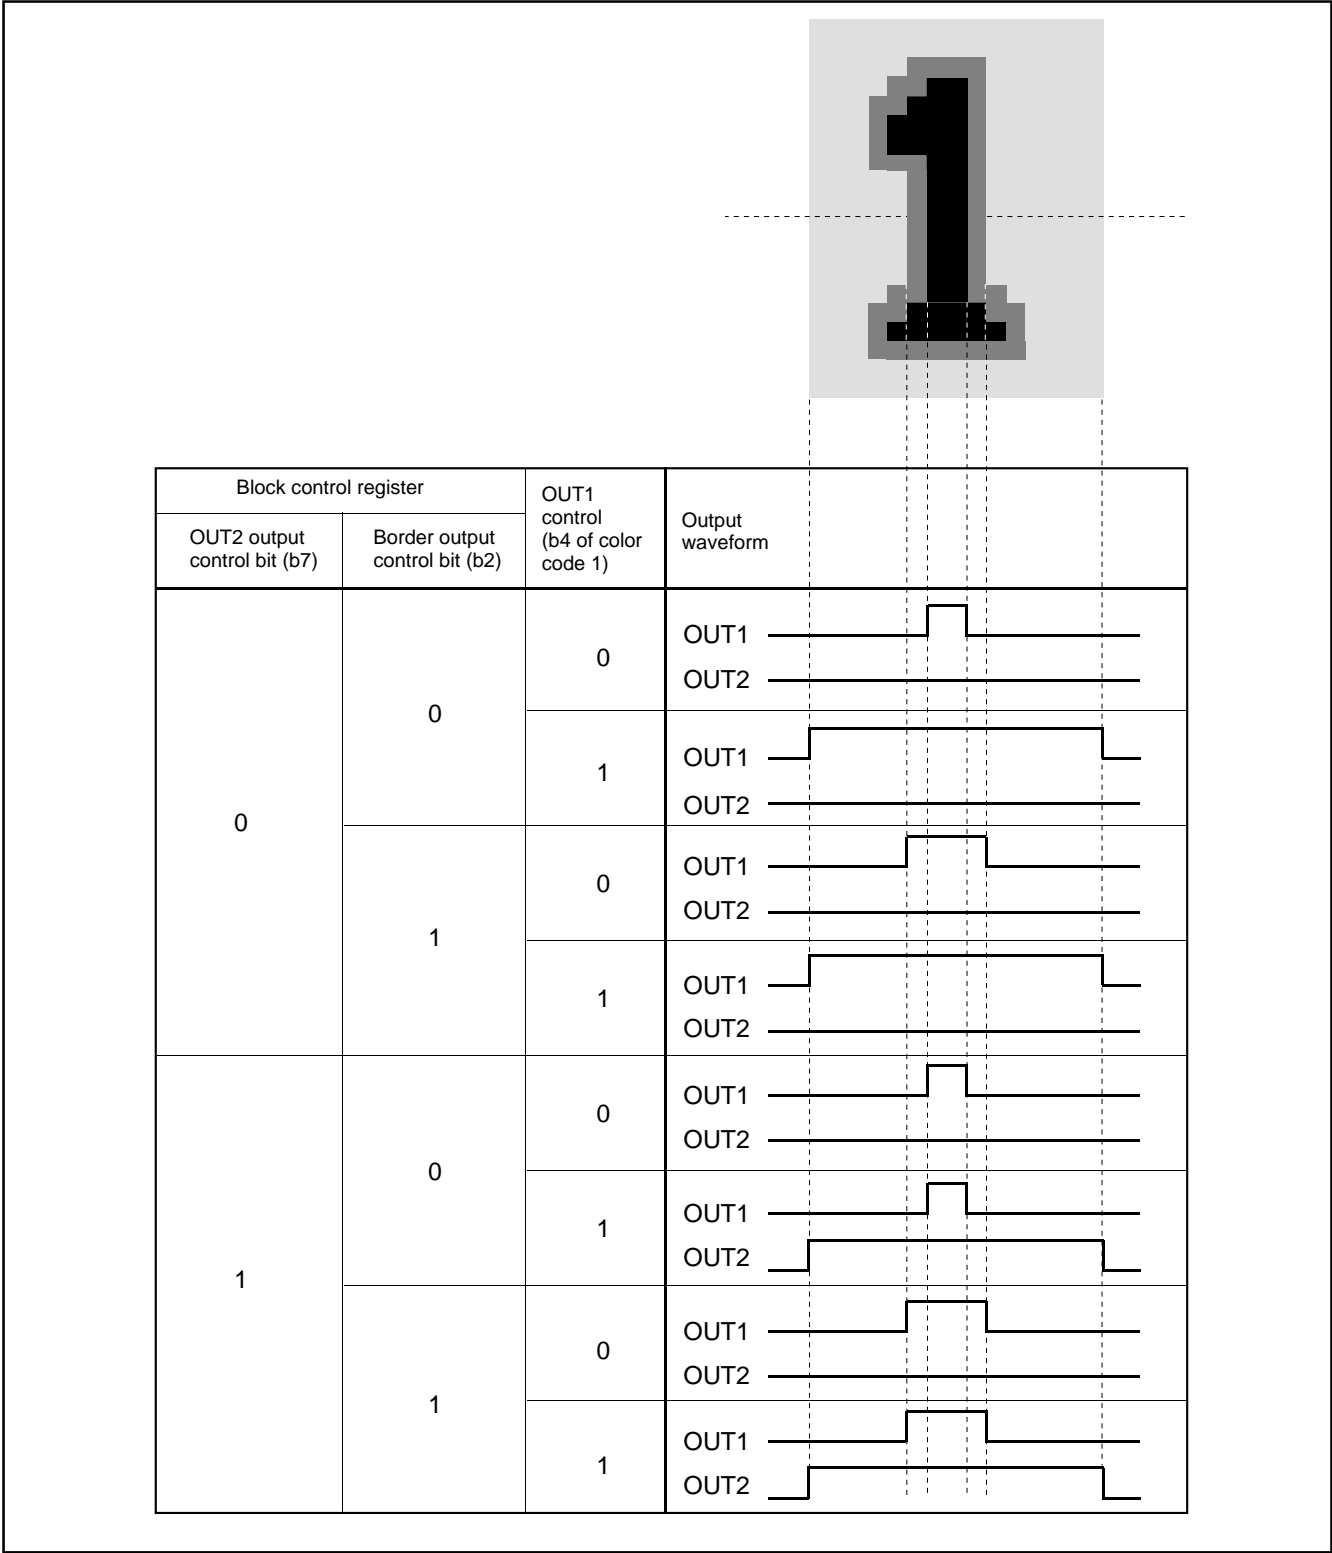 Block control register
OUT2 output
control bit (b7)
Border output
control bit (b2)
OUT1
control
(b4 of color
code 1)
Output
waveform
0
0
0
OUT1
OUT2
1
OUT1
OUT2
1
0
OUT1
OUT2
1
OUT1
OUT2
1
0
0
OUT1
OUT2
1
OUT1
OUT2
1
0
OUT1
OUT2
1
OUT1
OUT2